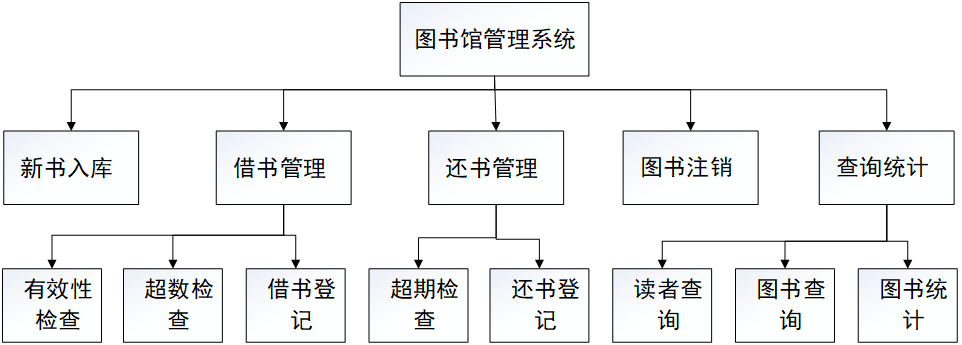 图书馆管理系统
新书入库
借书管理
还书管理
图书注销
查询统计
有效性
检查
超数检
查
借书登
记
超期检
查
还书登
记
读者查
询
图书查
询
图书统
计